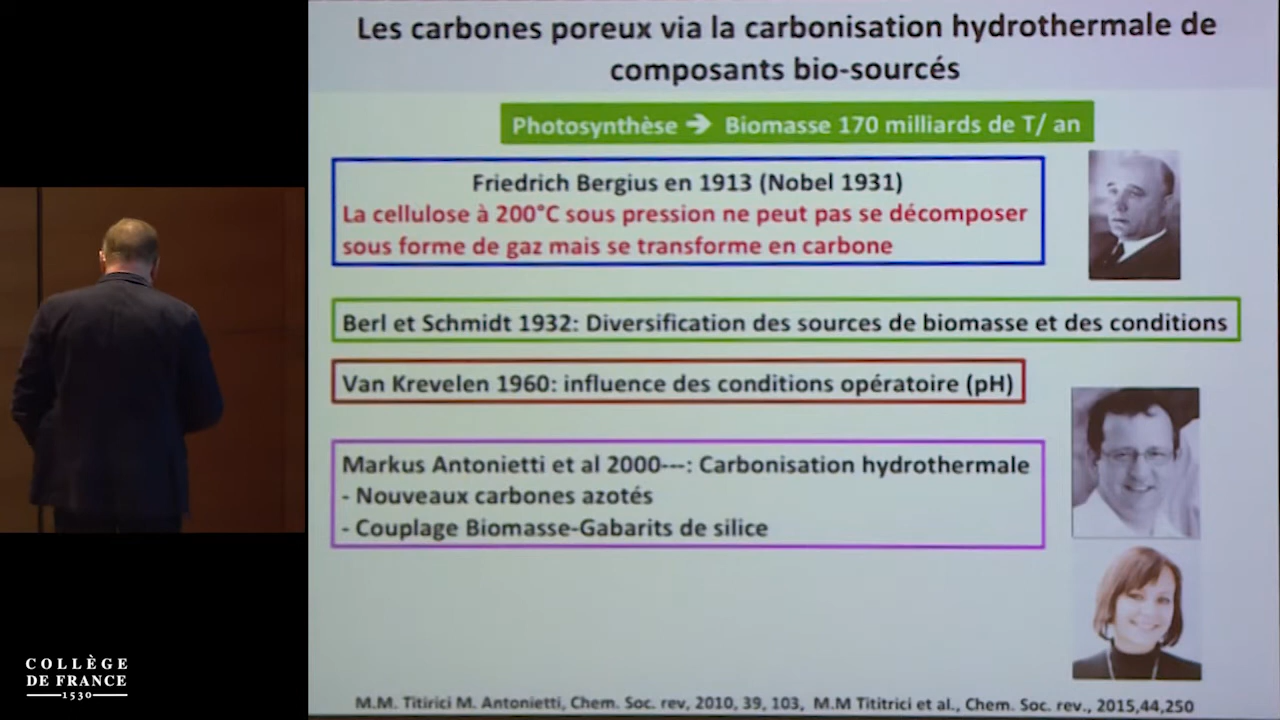 Les carbones poreux via la carbonisation hydrothermale de
composants bio-sourcés
Photosynthèse ➔ Biomasse 170 milliards de T/ an
Friedrich Bergius en 1913 (Nobel 1931)
La cellulose à 200°C sous pression ne peut pas se décomposer
sous forme de gaz mais se transforme en carbone
Berl et Schmidt 1932: Diversification des sources de biomasse et des conditions
Van Krevelen 1960: influence des conditions opératoire (pH)
Markus Antonietti et al 2000---: Carbonisation hydrothermale
- Nouveaux carbones azotés
- Couplage Biomasse-Gabarits de silice
M.M. Titirici M. Antonietti, Chem. Soc. rev, 2010, 39, 103, M.M Tititrici et al., Chem. Soc. rev., 2015,44,250
COLLÈGE
DE FRANCE
1530